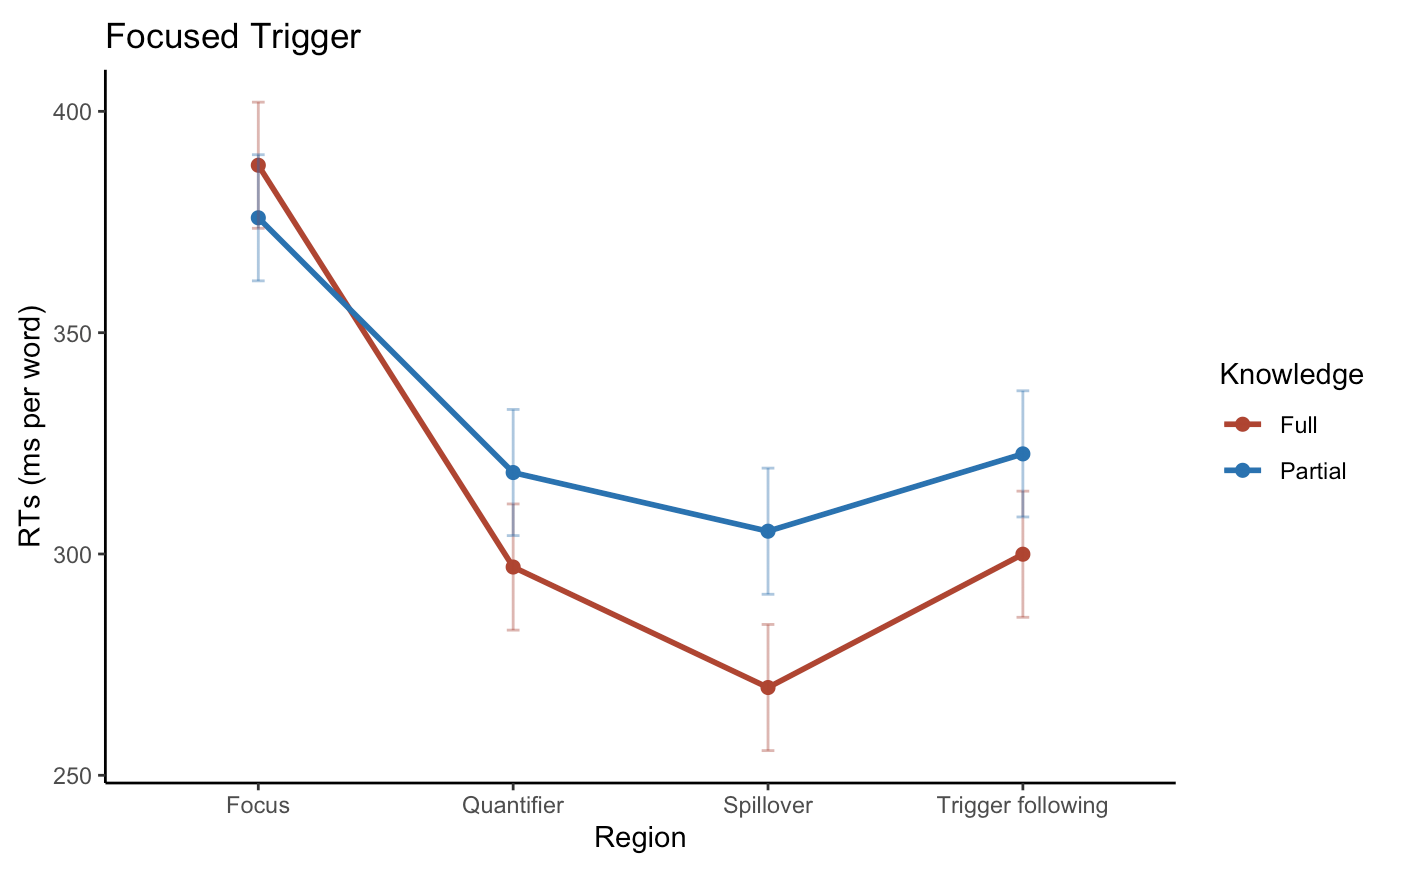 Focused Trigger
400
350
300
250
RTs (ms per word)
Focus
Quantifier
Spillover
Trigger following
Region
Knowledge
Full
Partial